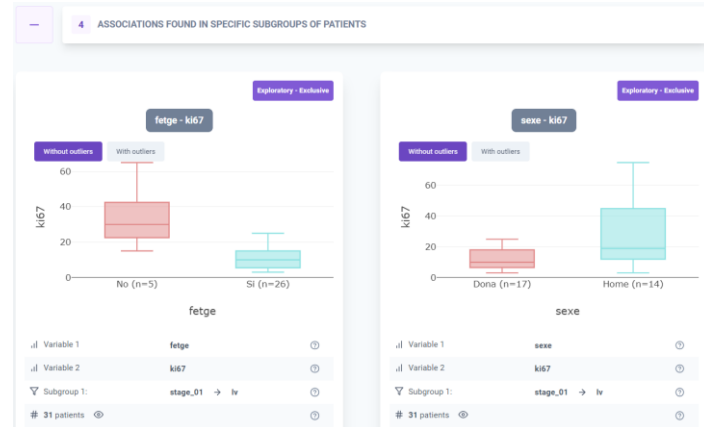 4 ASSOCIATIONS FOUND IN SPECIFIC SUBGROUPS OF PATIENTS
Exploratory - Exclusive
fetge - ki67
Without outliers With outliers
60
40
20
0
ki67
No (n=5) Sí (n=26)
fetge
Variable 1 fetge
Variable 2 ki67
Subgroup 1: stage_01 → Iv
# 31 patients
Exploratory - Exclusive
sexe - ki67
Without outliers With outliers
60
40
20
0
ki67
Dona (n=17) Home (n=14)
sexe
Variable 1 sexe
Variable 2 ki67
Subgroup 1: stage_01 → Iv
# 31 patients